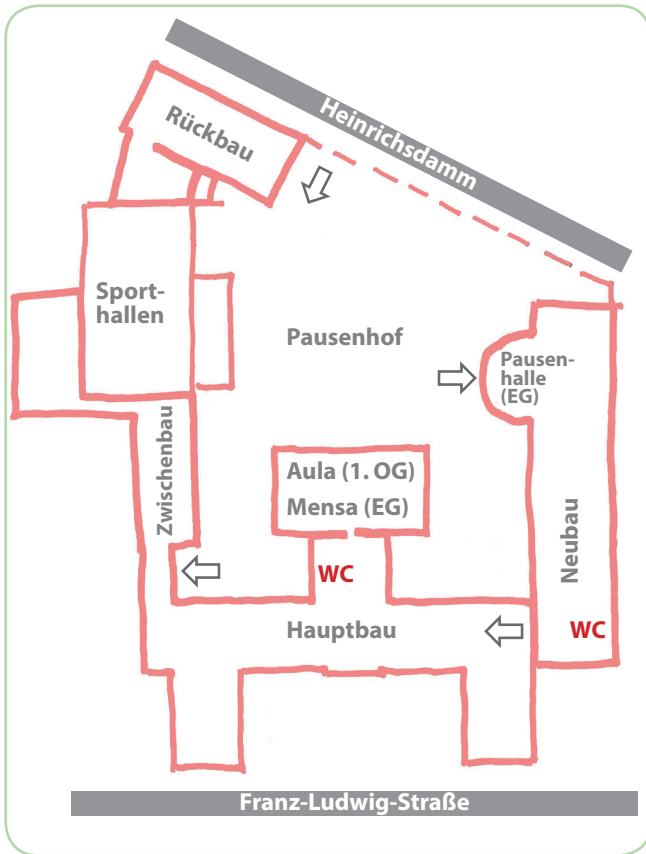 Heinrichsdamm
Rückbau
Sport-
hallen
Pausenhof
Pausen-
halle
(EG)
Zwischenbau
Aula (1. OG)
Mensa (EG)
Neubau
WC
Hauptbau
WC
Franz-Ludwig-Straße